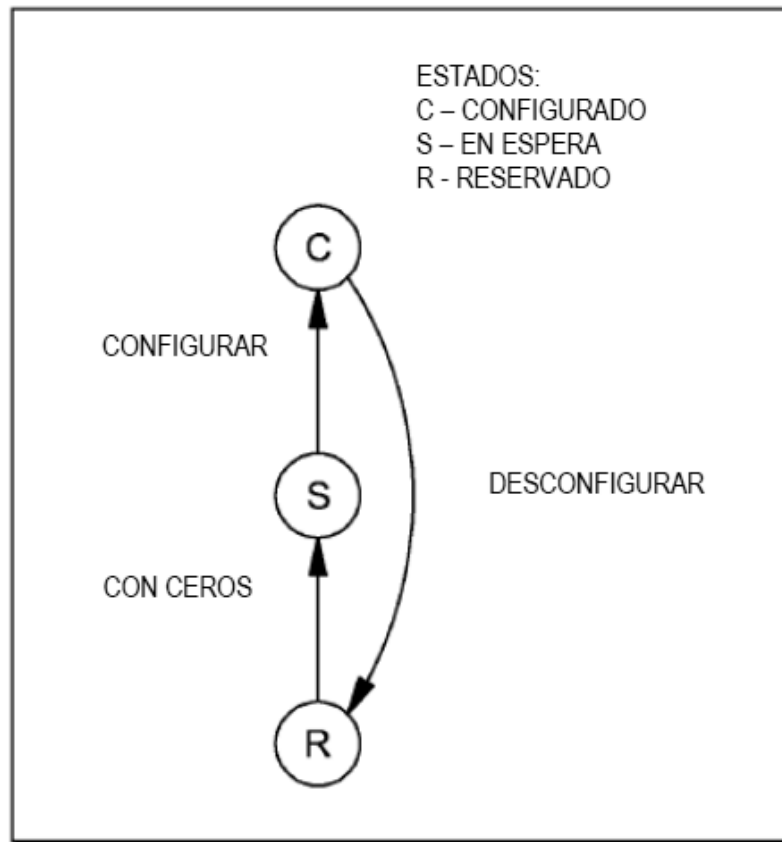 ESTADOS:
C – CONFIGURADO
S – EN ESPERA
R - RESERVADO
C
CONFIGURAR
S
DESCONFIGURAR
CON CEROS
R